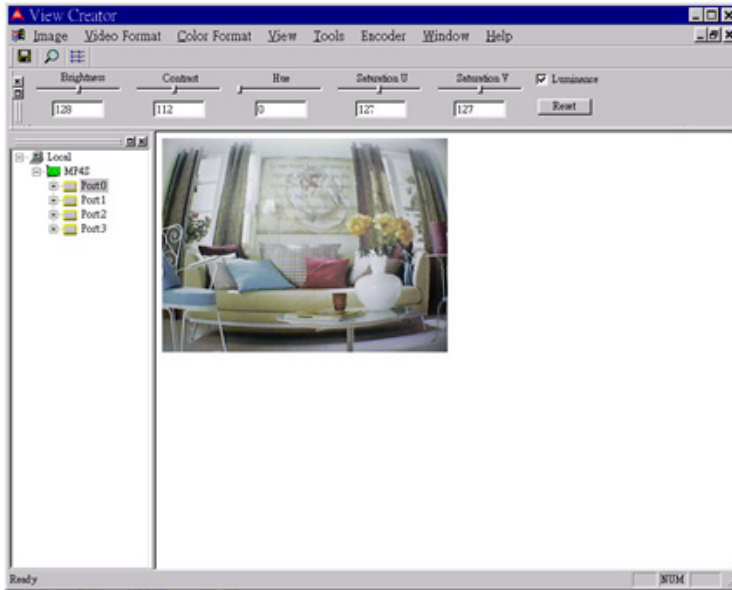 View Creator
Image Video Format Color Format View Tools Encoder Window Help
Brightness Contrast Hue Saturation U Saturation V Luminance
128 112 0 127 127 Reset
Local
MP4S
Port0
Port1
Port2
Port3
Ready NUM